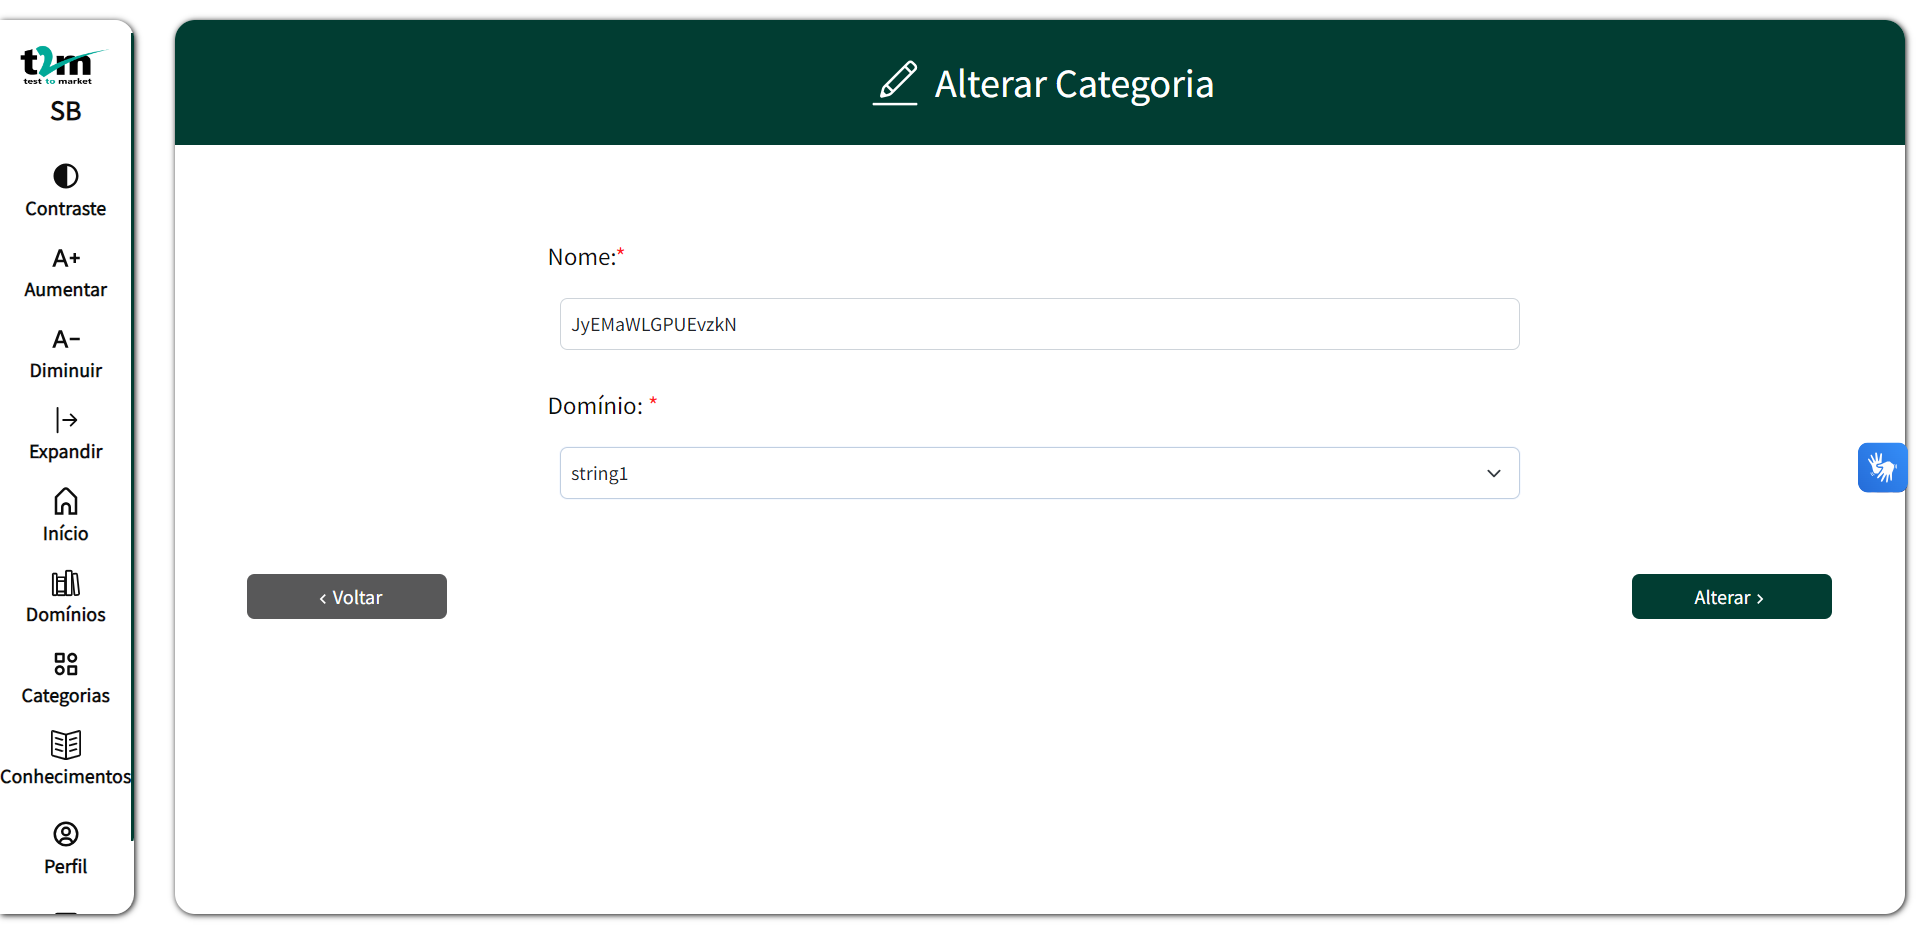 t2m
test to market
SB
Contraste
A+
Aumentar
A-
Diminuir
Expandir
Início
Domínios
Categorias
Conhecimentos
Perfil
Alterar Categoria
Nome:*
JyEMaWLGPUEvzkN
Domínio: *
string1
‹ Voltar
Alterar ›